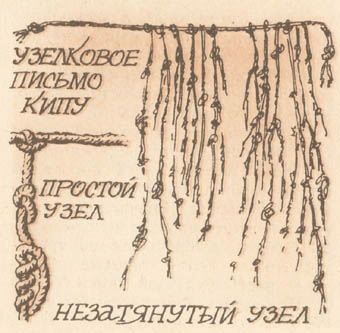 УЗЕЛКОВОЕ
ПИСЬМО
КИПУ
ПРОСТОЙ
УЗЕЛ
НЕЗАТЯНУТЫЙ УЗЕЛ